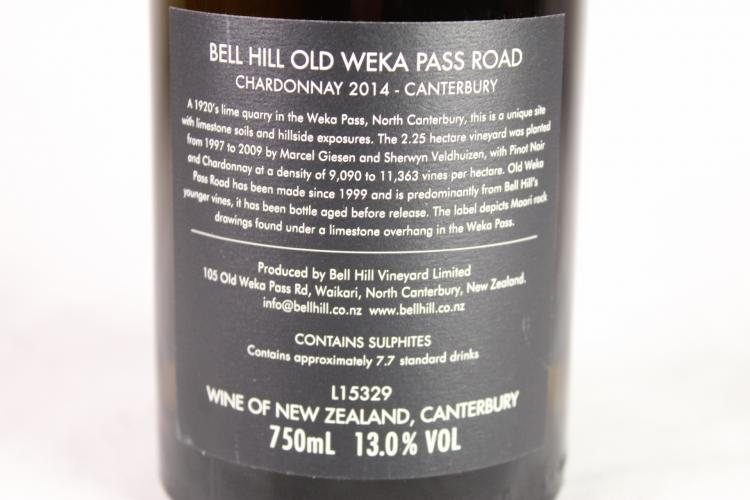 BELL HILL OLD WEKA PASS ROAD
CHARDONNAY 2014 - CANTERBURY
A 1920's lime quarry in the Weka Pass, North Canterbury, this is a unique site
with limestone soils and hillside exposures. The 2.25 hectare vineyard was planted
from 1997 to 2009 by Marcel Giesen and Sherwyn Veldhuizen, with Pinot Noir
and Chardonnay at a density of 9,090 to 11,363 vines per hectare. Old Weka
Pass Road has been made since 1999 and is predominantly from Bell Hill's
younger vines, it has been bottle aged before release. The label depicts Maori rock
drawings found under a limestone overhang in the Weka Pass.
Produced by Bell Hill Vineyard Limited
105 Old Weka Pass Rd, Waikari, North Canterbury, New Zealand.
info@bellhill.co.nz www.bellhill.co.nz
CONTAINS SULPHITES
Contains approximately 7.7 standard drinks
L15329
WINE OF NEW ZEALAND, CANTERBURY
750mL 13.0% VOL